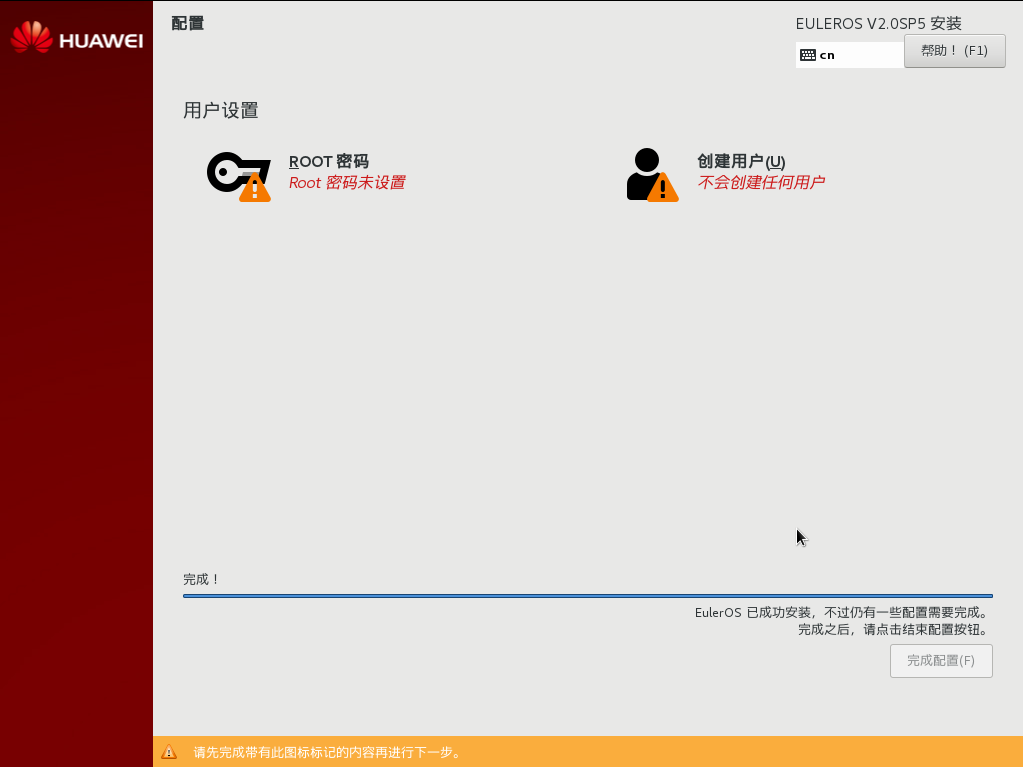 HUAWEI
配置
EULEROS V2.0SP5 安装
cn
帮助！ (F1)
用户设置
ROOT 密码
Root 密码未设置
创建用户(U)
不会创建任何用户
完成！
EulerOS 已成功安装，不过仍有一些配置需要完成。
完成之后，请点击结束配置按钮。
完成配置(F)
请先完成带有此图标标记的内容再进行下一步。